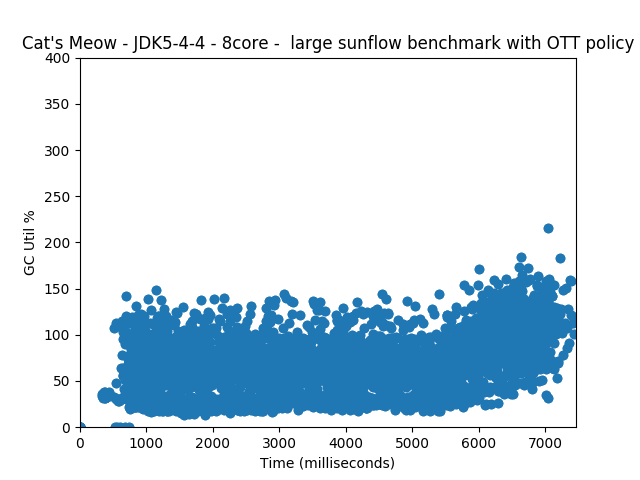 Cat's Meow - JDK5-4-4 - 8core -  large sunflow benchmark with OTT policy
400
350
300
250
200
150
100
50
0
GC Util %
0 1000 2000 3000 4000 5000 6000 7000
Time (milliseconds)